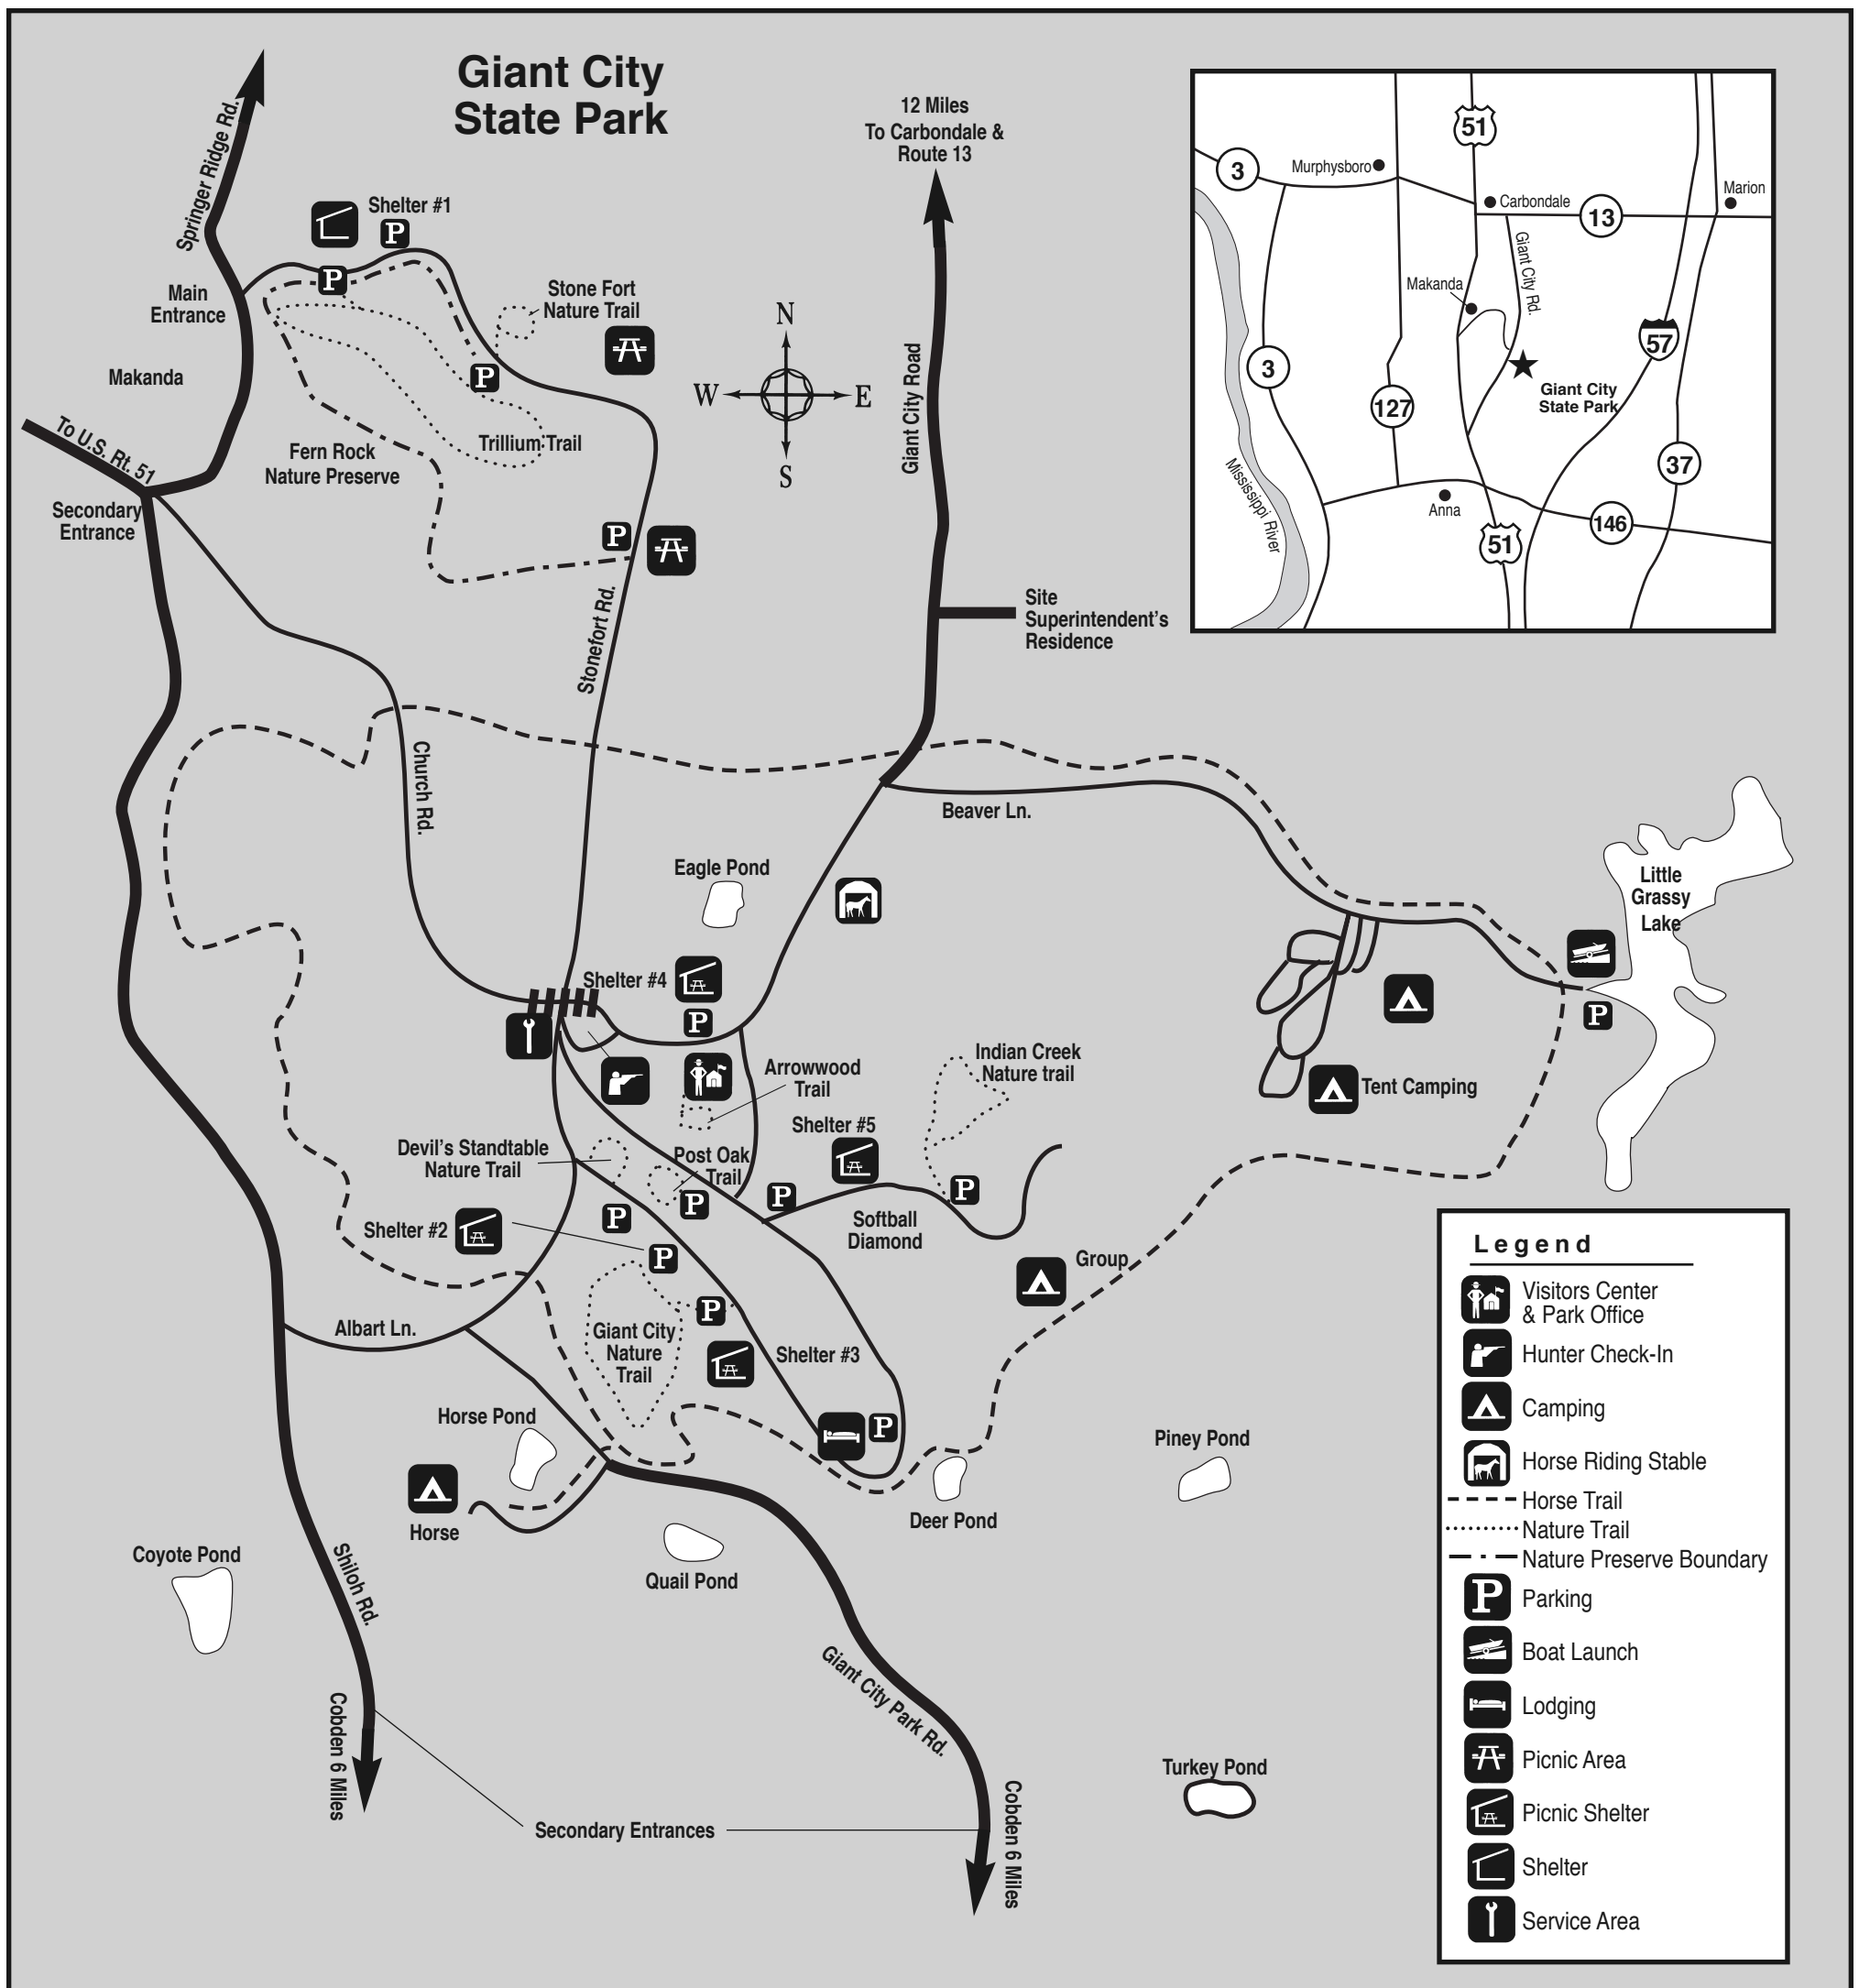 Giant City
State Park
Springer Ridge Rd.
12 Miles
To Carbondale &
Route 13
Shelter #1
P
P
Main
Entrance
Stone Fort
Nature Trail
Makanda
P
Trillium Trail
Fern Rock
Nature Preserve
To U.S. Rt. 51
Secondary
Entrance
N
W
E
S
Giant City Road
P
Stonefort Rd.
Site
Superintendent's
Residence
51
3
Murphysboro
Carbondale
Marion
13
Giant City Rd.
Makanda
57
3
Giant City
State Park
127
37
Mississippi River
Anna
146
51
Church Rd.
Beaver Ln.
Eagle Pond
Little
Grassy
Lake
Shelter #4
P
P
Arrowwood
Trail
Indian Creek
Nature trail
Tent Camping
Shelter #5
Devil's Standtable
Nature Trail
Post Oak
Trail
P
P
P
P
Shelter #2
P
Softball
Diamond
Group
P
Albart Ln.
Giant City
Nature
Trail
Shelter #3
P
Horse Pond
Piney Pond
Horse
Deer Pond
Coyote Pond
Shiloh Rd.
Quail Pond
Giant City Park Rd.
Cobden 6 Miles
Turkey Pond
Secondary Entrances
Cobden 6 Miles
Legend
Visitors Center
& Park Office
Hunter Check-In
Camping
Horse Riding Stable
Horse Trail
Nature Trail
Nature Preserve Boundary
P Parking
Boat Launch
Lodging
Picnic Area
Picnic Shelter
Shelter
Service Area